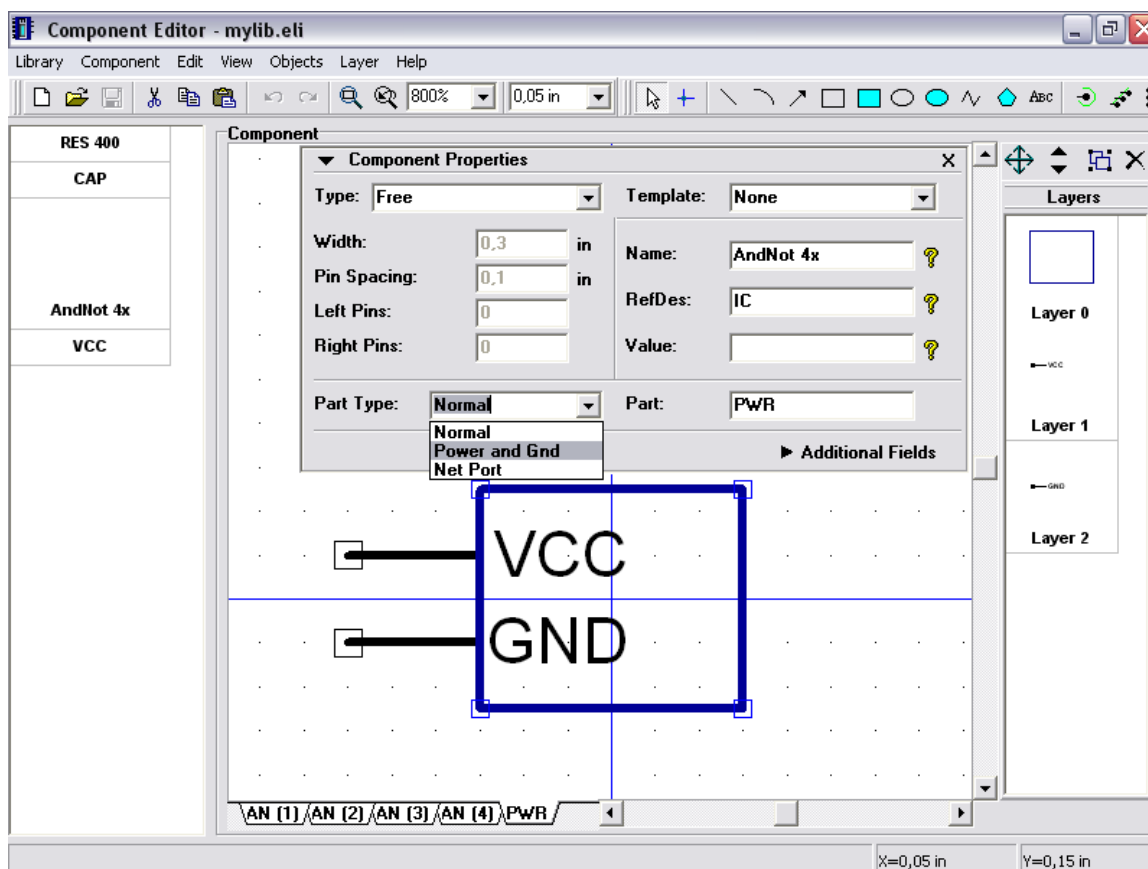 Component Editor - mylib.eli
Library Component Edit View Objects Layer Help
800% 0,05 in ABC
RES 400
CAP
AndNot 4x
VCC
Component
Component Properties X
Type: Free Template: None
Width: 0,3 in
Pin Spacing: 0,1 in
Left Pins: 0
Right Pins: 0
Name: AndNot 4x ?
RefDes: IC ?
Value: ?
Part Type: Normal Part: PWR
Normal
Power and Gnd
Net Port
Additional Fields
VCC
GND
AN (1) AN (2) AN (3) AN (4) PWR
Layers
Layer 0
VCC
Layer 1
GND
Layer 2
X=0,05 in Y=0,15 in